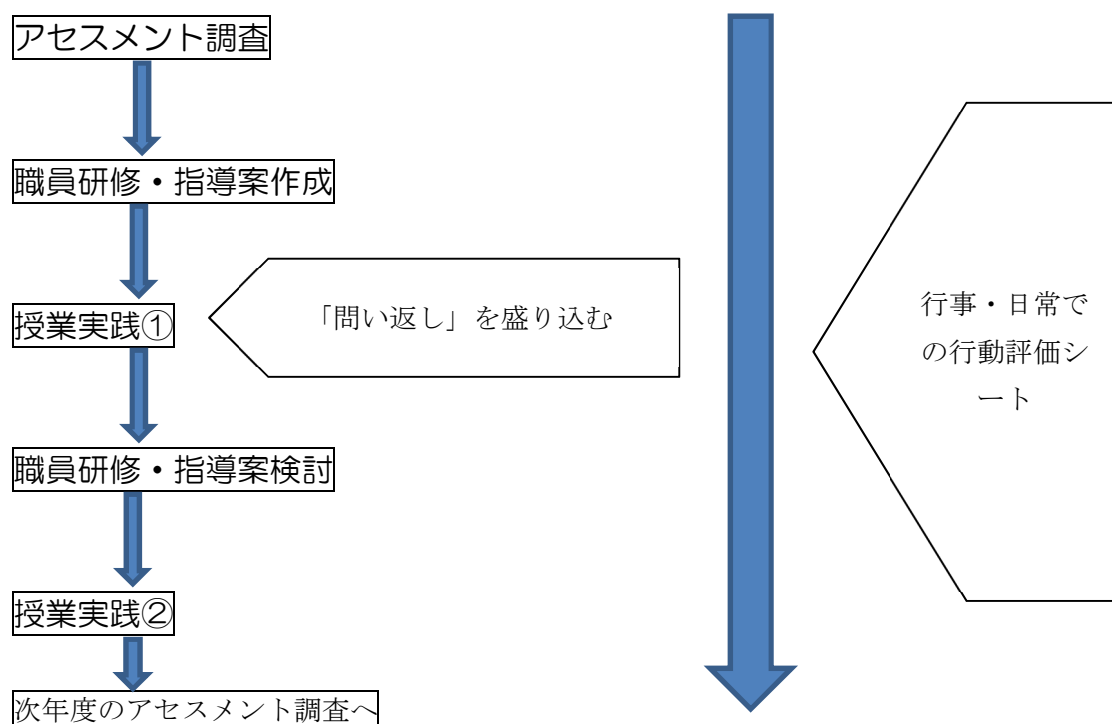 アセスメント調査
職員研修・指導案作成
授業実践①
「問い返し」を盛り込む
職員研修・指導案検討
授業実践②
次年度のアセスメント調査へ
行事・日常で
の行動評価シ
ート